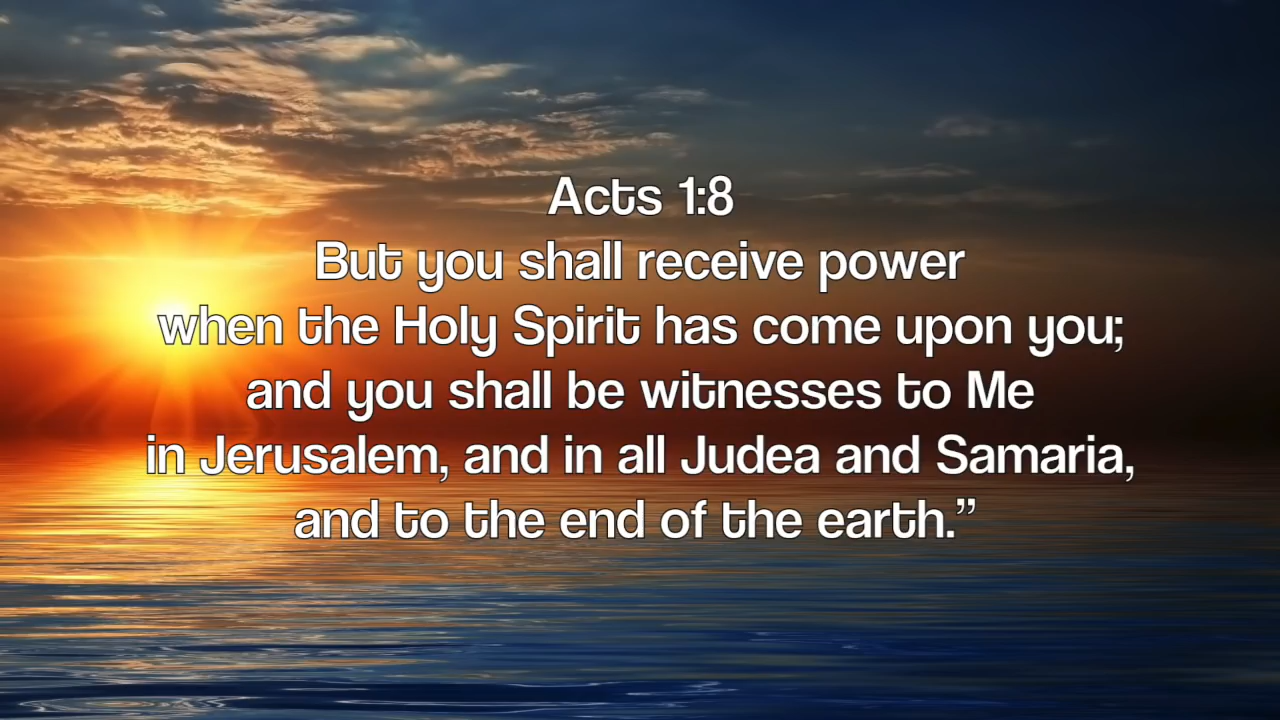 Acts 1:8
But you shall receive power
when the Holy Spirit has come upon you;
and you shall be witnesses to Me
in Jerusalem, and in all Judea and Samaria,
and to the end of the earth.”